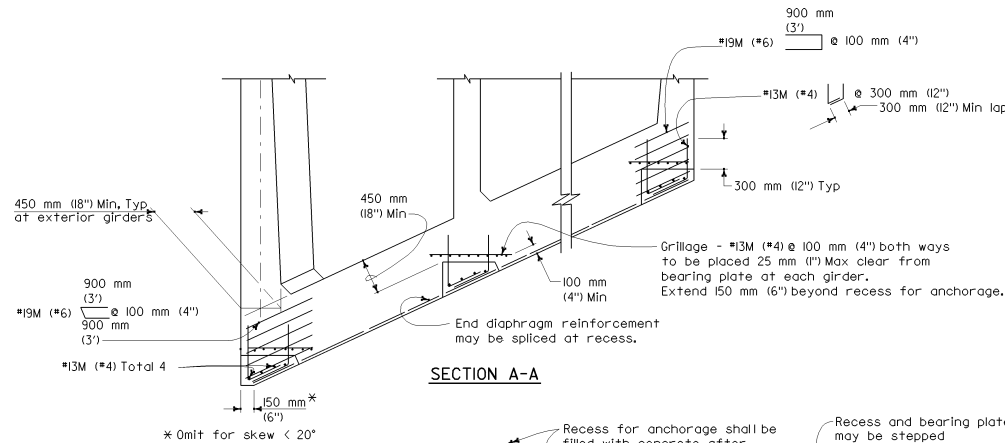 900 mm
(3')
#19M (#6) @ 100 mm (4")
#13M (#4) @ 300 mm (12")
300 mm (12") Min lap
300 mm (12") Typ
450 mm (18") Min, Typ
at exterior girders
450 mm
(18") Min
Grillage - #13M (#4) @ 100 mm (4") both ways
to be placed 25 mm (1") Max clear from
bearing plate at each girder.
Extend 150 mm (6") beyond recess for anchorage.
100 mm
(4") Min
900 mm
(3')
#19M (#6) @ 100 mm (4")
900 mm
(3')
End diaphragm reinforcement
may be spliced at recess.
#13M (#4) Total 4
SECTION A-A
150 mm*
(6")
* Omit for skew < 20°
Recess for anchorage shall be
filled with concrete after
Recess and bearing plat
may be stepped